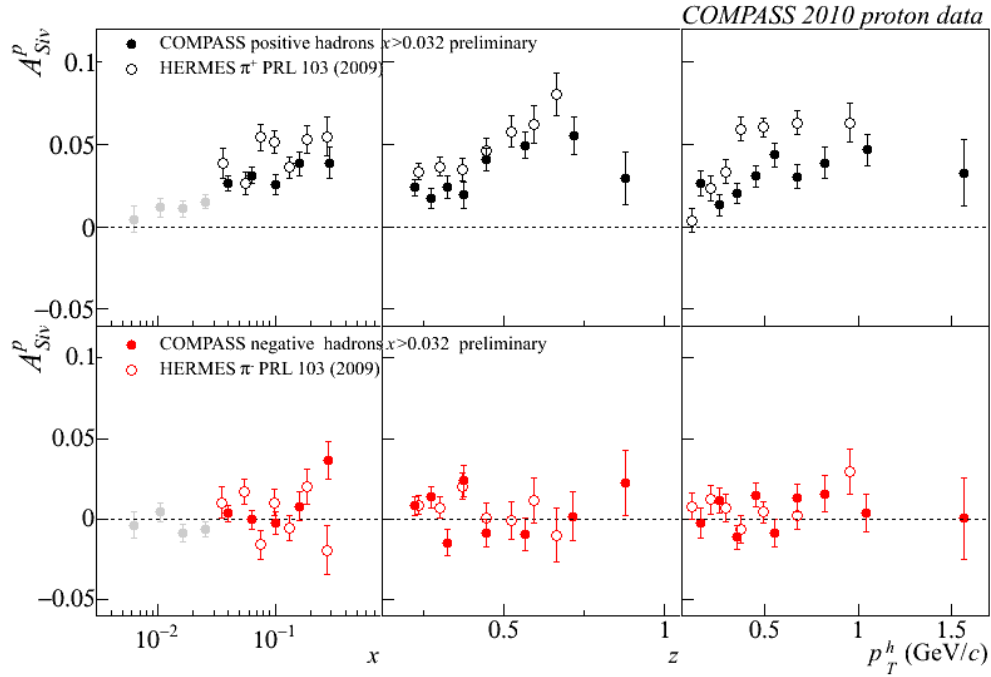 COMPASS 2010 proton data
A^p_Siv
0.1
0.05
0
−0.05
COMPASS positive hadrons x>0.032 preliminary
HERMES π⁺ PRL 103 (2009)
A^p_Siv
0.1
0.05
0
−0.05
COMPASS negative hadrons x>0.032 preliminary
HERMES π⁻ PRL 103 (2009)
10⁻² 10⁻¹ 0.5 1 0.5 1 1.5
x z p_T^h (GeV/c)